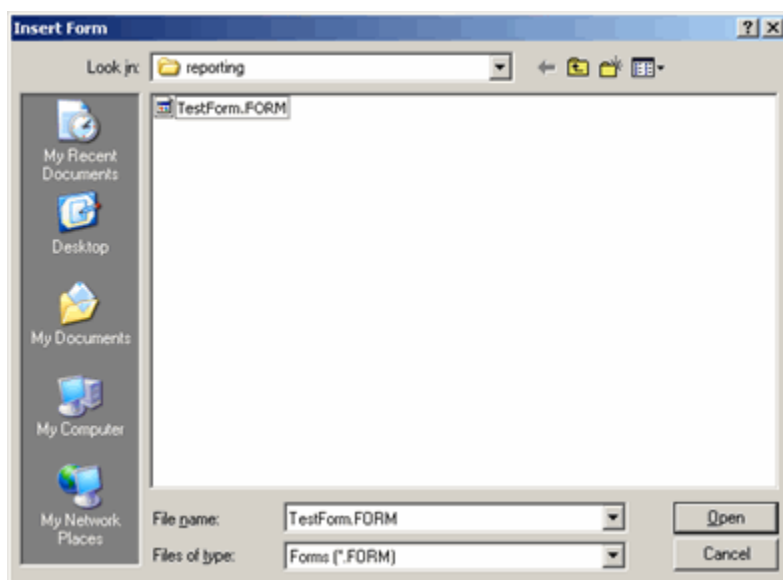 Insert Form
Look in: reporting
TestForm.FORM
My Recent
Documents
Desktop
My Documents
My Computer
My Network
Places
File name: TestForm.FORM Open
Files of type: Forms (*.FORM) Cancel